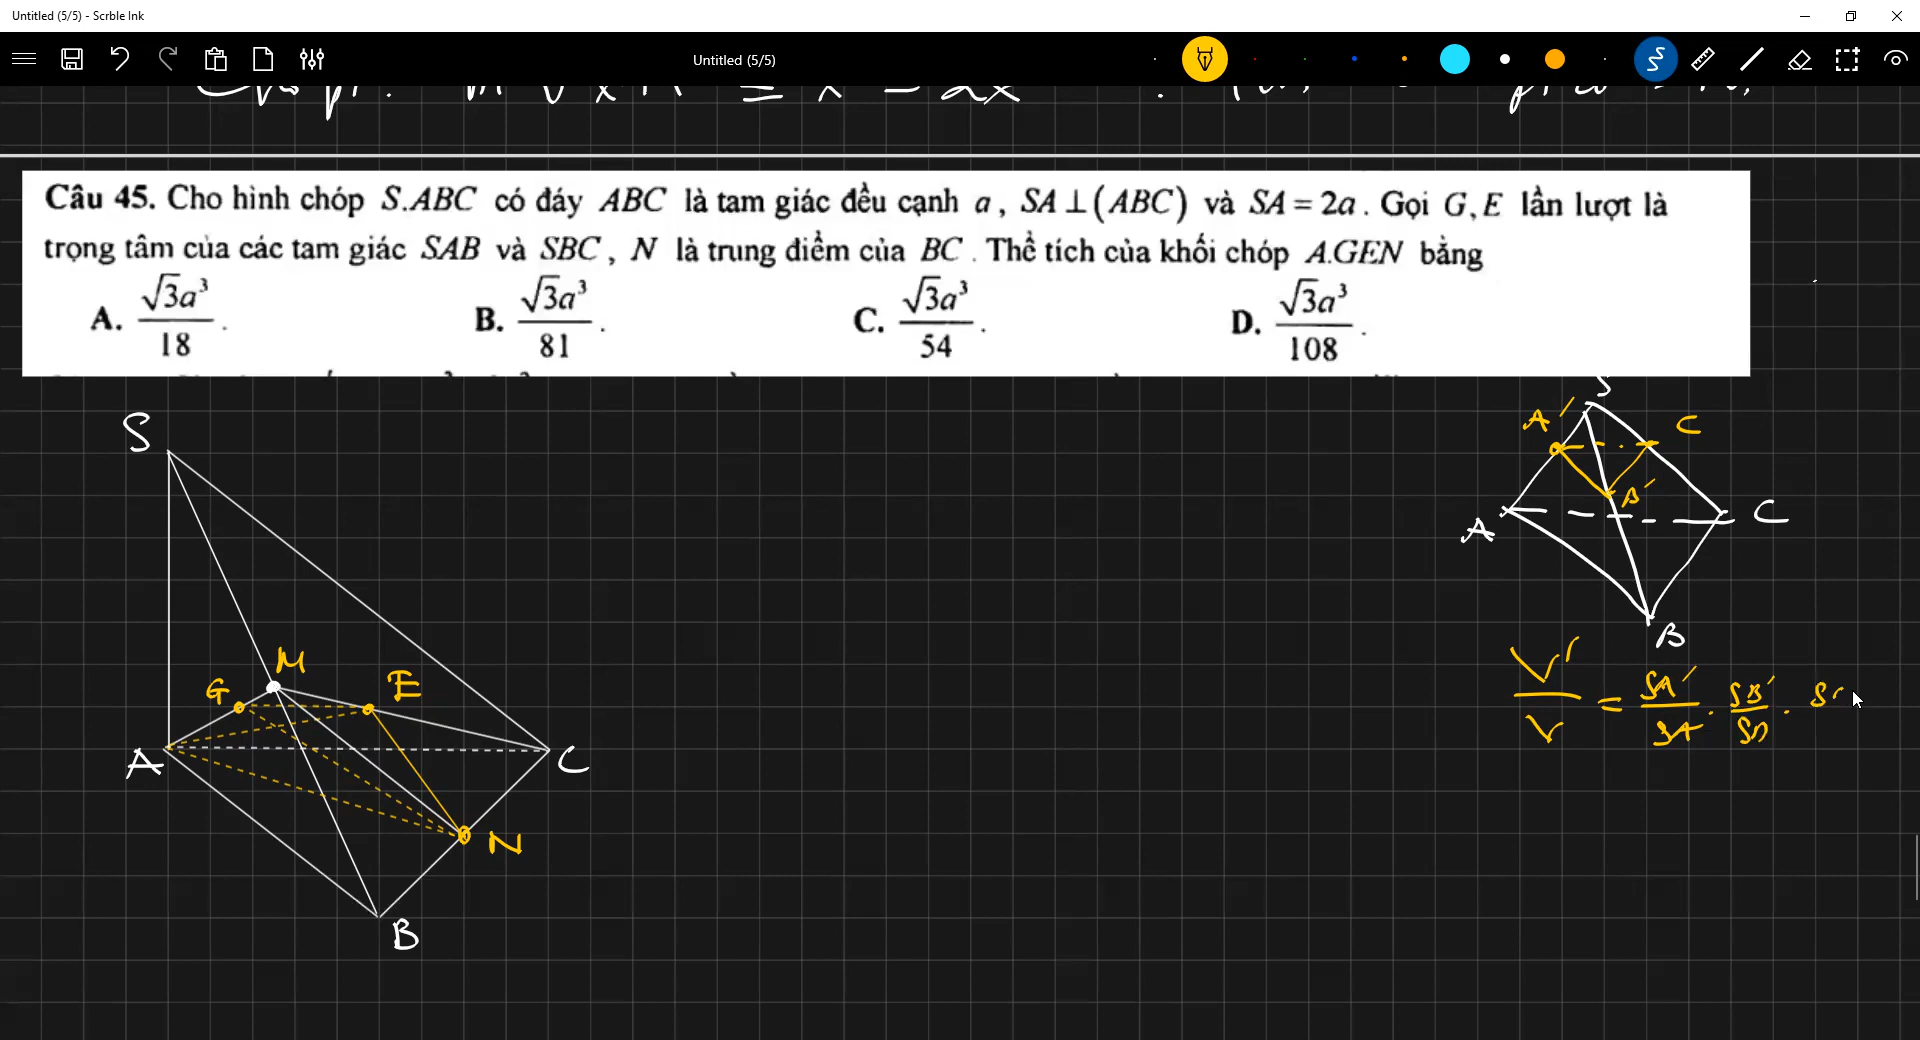 Untitled (5/5) - Scrble Ink
Untitled (5/5)
Câu 45. Cho hình chóp S.ABC có đáy ABC là tam giác đều cạnh a, SA⊥(ABC) và SA = 2a. Gọi G, E lần lượt là
trọng tâm của các tam giác SAB và SBC, N là trung điểm của BC. Thể tích của khối chóp A.GEN bằng
A. √3a³/18. B. √3a³/81. C. √3a³/54. D. √3a³/108.
S
M
G
E
A
C
N
B
S
A'
C
B'
A
C
B
V'/V = SA'/SA · SB'/SB ·